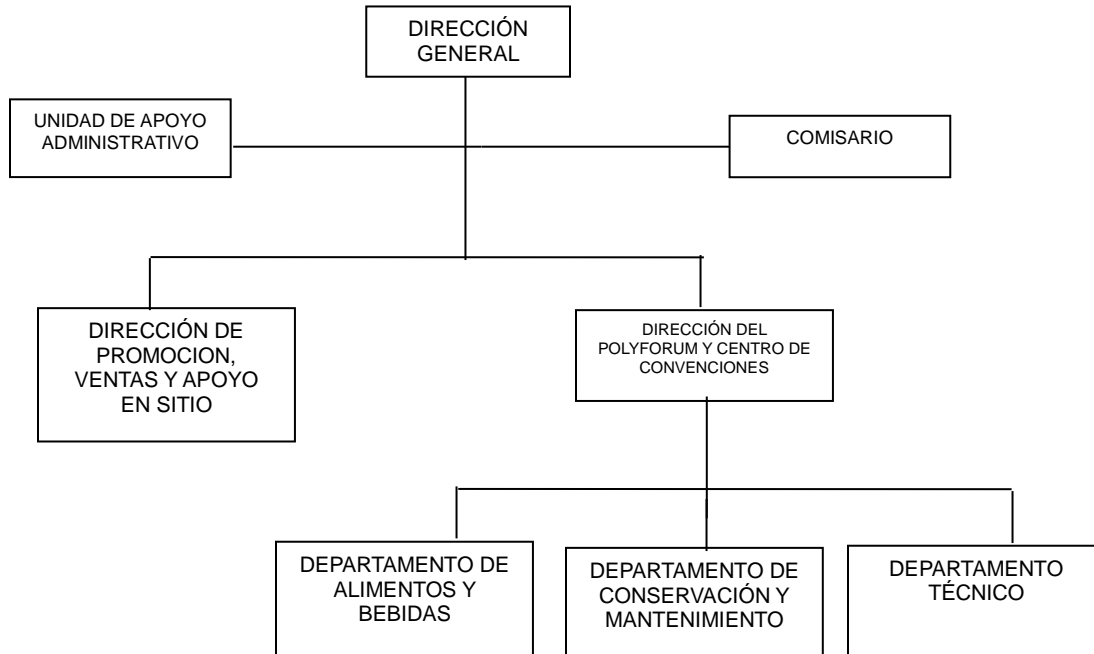 DIRECCIÓN
GENERAL
UNIDAD DE APOYO
ADMINISTRATIVO
COMISARIO
DIRECCIÓN DE
PROMOCION,
VENTAS Y APOYO
EN SITIO
DIRECCIÓN DEL
POLYFORUM Y CENTRO DE
CONVENCIONES
DEPARTAMENTO DE
ALIMENTOS Y
BEBIDAS
DEPARTAMENTO DE
CONSERVACIÓN Y
MANTENIMIENTO
DEPARTAMENTO
TÉCNICO